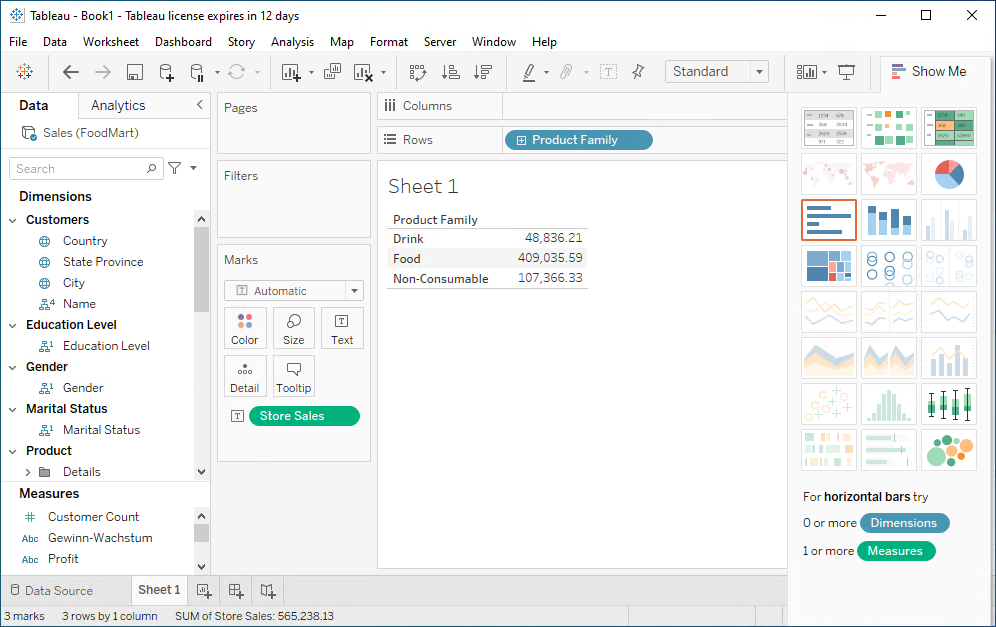 Tableau - Book1 - Tableau license expires in 12 days
File Data Worksheet Dashboard Story Analysis Map Format Server Window Help
Standard
Show Me
Data Analytics
Sales (FoodMart)
Search
Dimensions
Customers
Country
State Province
City
Name
Education Level
Education Level
Gender
Gender
Marital Status
Marital Status
Product
Details
Measures
Customer Count
Abc Gewinn-Wachstum
Abc Profit
Pages
Filters
Marks
Automatic
Color Size Text
Detail Tooltip
Store Sales
Columns
Rows Product Family
Sheet 1
Product Family
Drink 48,836.21
Food 409,035.59
Non-Consumable 107,366.33
For horizontal bars try
0 or more Dimensions
1 or more Measures
Data Source Sheet 1
3 marks 3 rows by 1 column SUM of Store Sales: 565,238.13